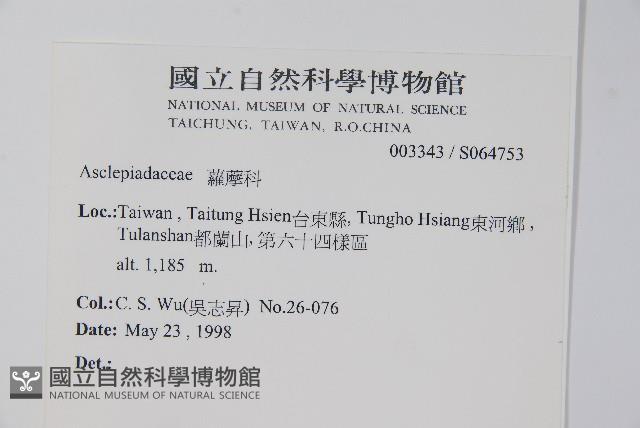 國立自然科學博物館
NATIONAL MUSEUM OF NATURAL SCIENCE
TAICHUNG, TAIWAN, R.O.CHINA
003343 / S064753
Asclepiadaceae 蘿藦科
Loc.:Taiwan , Taitung Hsien台東縣, Tungho Hsiang東河鄉 ,
Tulanshan都蘭山, 第六十四樣區
alt. 1,185 m.
Col.:C. S. Wu(吳志昇) No.26-076
Date: May 23 , 1998
Det.:
國立自然科學博物館
NATIONAL MUSEUM OF NATURAL SCIENCE